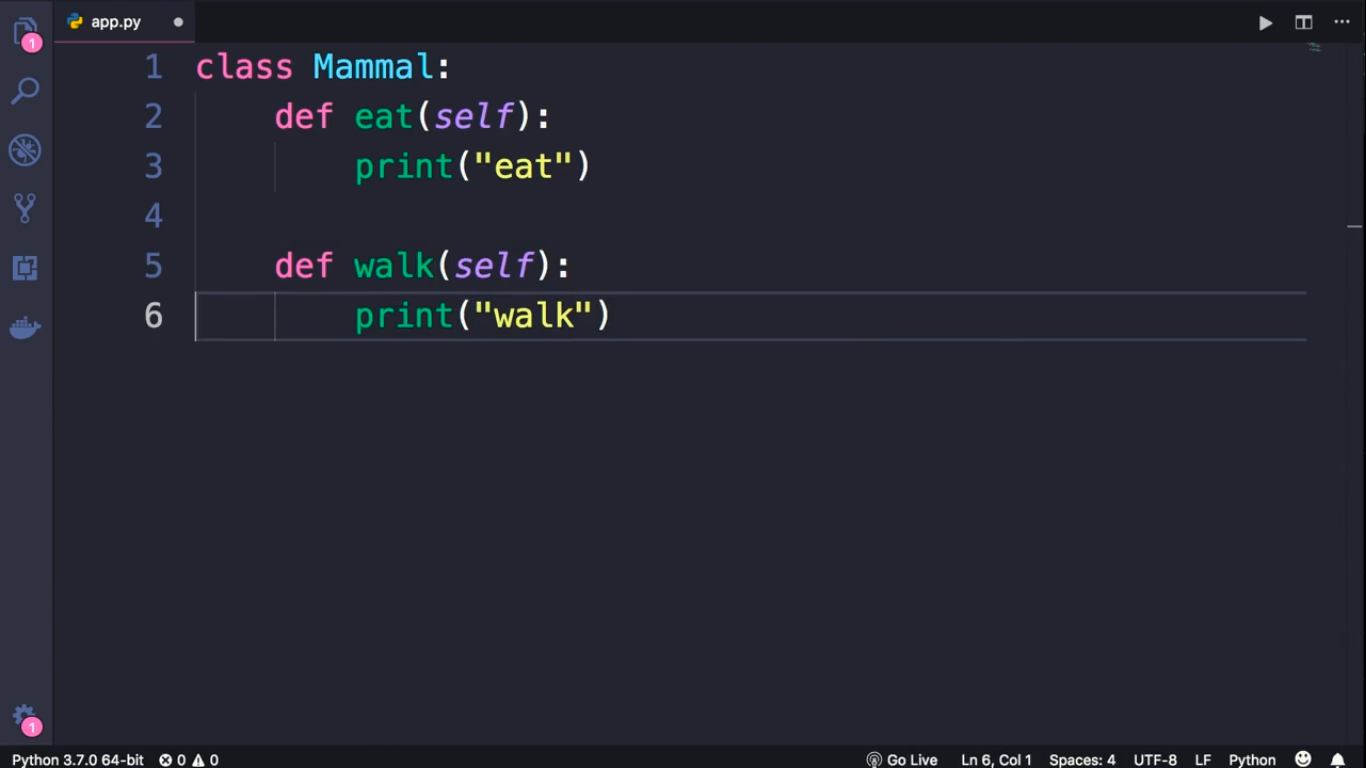 app.py
1
1 class Mammal:
2 def eat(self):
3 print("eat")
4
5 def walk(self):
6 print("walk")
1
Python 3.7.0 64-bit 0 0 Go Live Ln 6, Col 1 Spaces: 4 UTF-8 LF Python